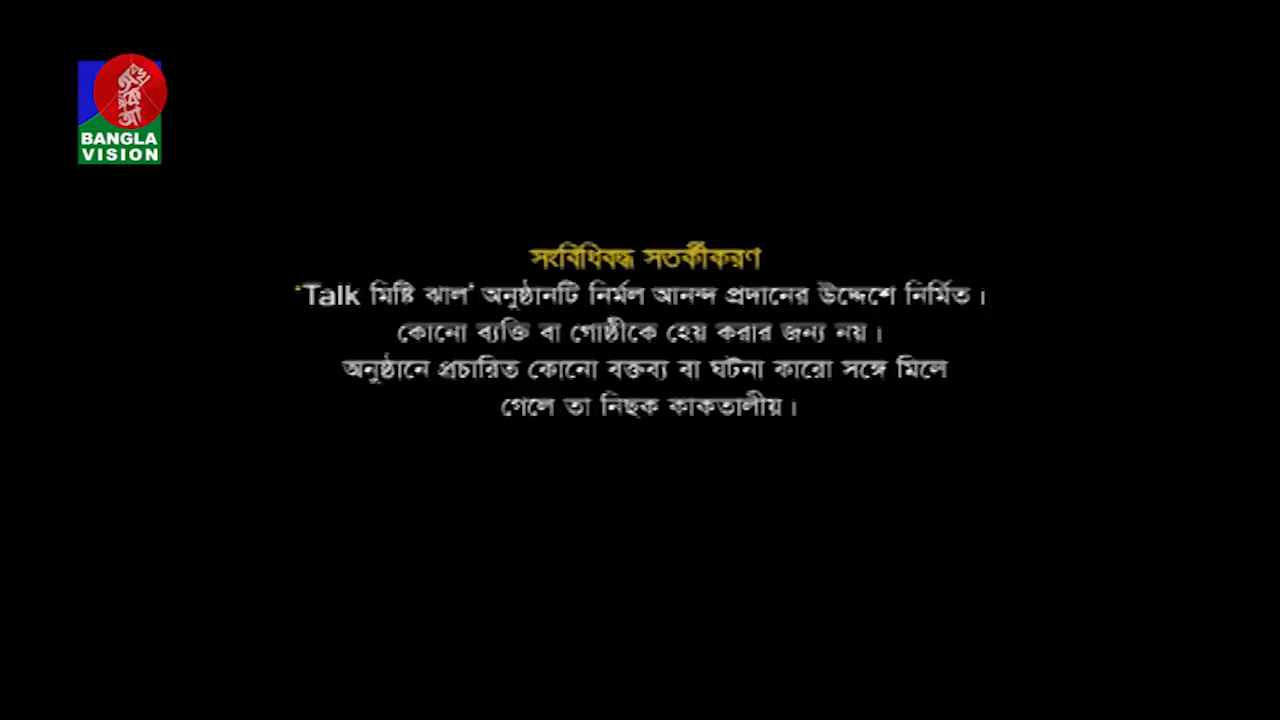 BANGLA
VISION
সংবিধিবদ্ধ সতর্কীকরণ
'Talk মিষ্টি ঝাল' অনুষ্ঠানটি নির্মল আনন্দ প্রদানের উদ্দেশে নির্মিত।
কোনো ব্যক্তি বা গোষ্ঠীকে হেয় করার জন্য নয়।
অনুষ্ঠানে প্রচারিত কোনো বক্তব্য বা ঘটনা কারো সঙ্গে মিলে
গেলে তা নিছক কাকতালীয়।